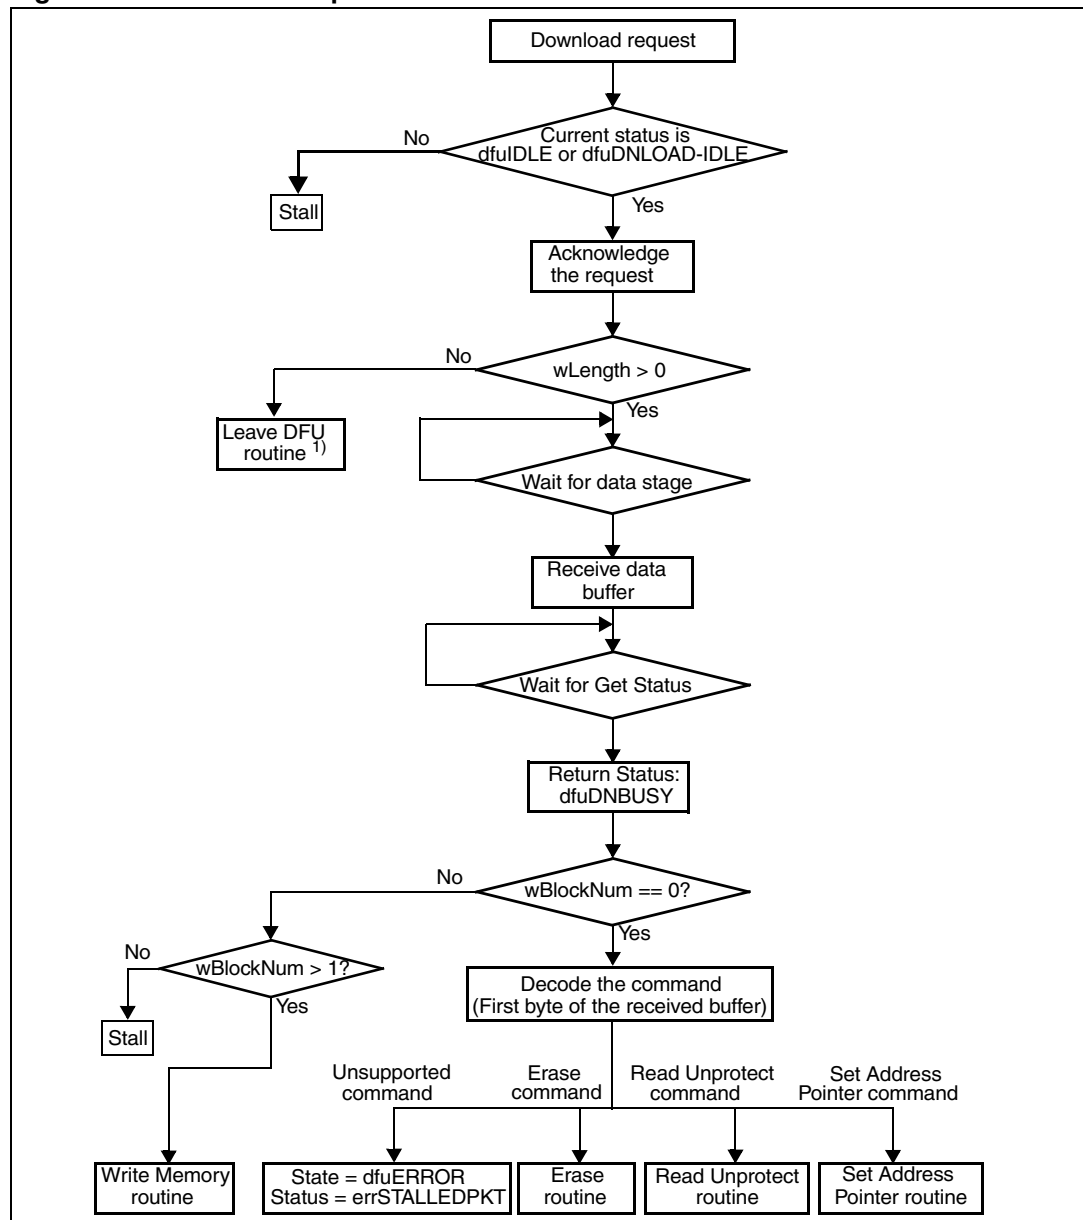 Download request
Current status is
dfuIDLE or dfuDNLOAD-IDLE
No
Stall
Yes
Acknowledge
the request
No
wLength > 0
Yes
Leave DFU
routine 1)
Wait for data stage
Receive data
buffer
Wait for Get Status
Return Status:
dfuDNBUSY
No
wBlockNum == 0?
Yes
No
wBlockNum > 1?
Yes
Stall
Decode the command
(First byte of the received buffer)
Unsupported
command
Erase
command
Read Unprotect
command
Set Address
Pointer command
Write Memory
routine
State = dfuERROR
Status = errSTALLEDPKT
Erase
routine
Read Unprotect
routine
Set Address
Pointer routine